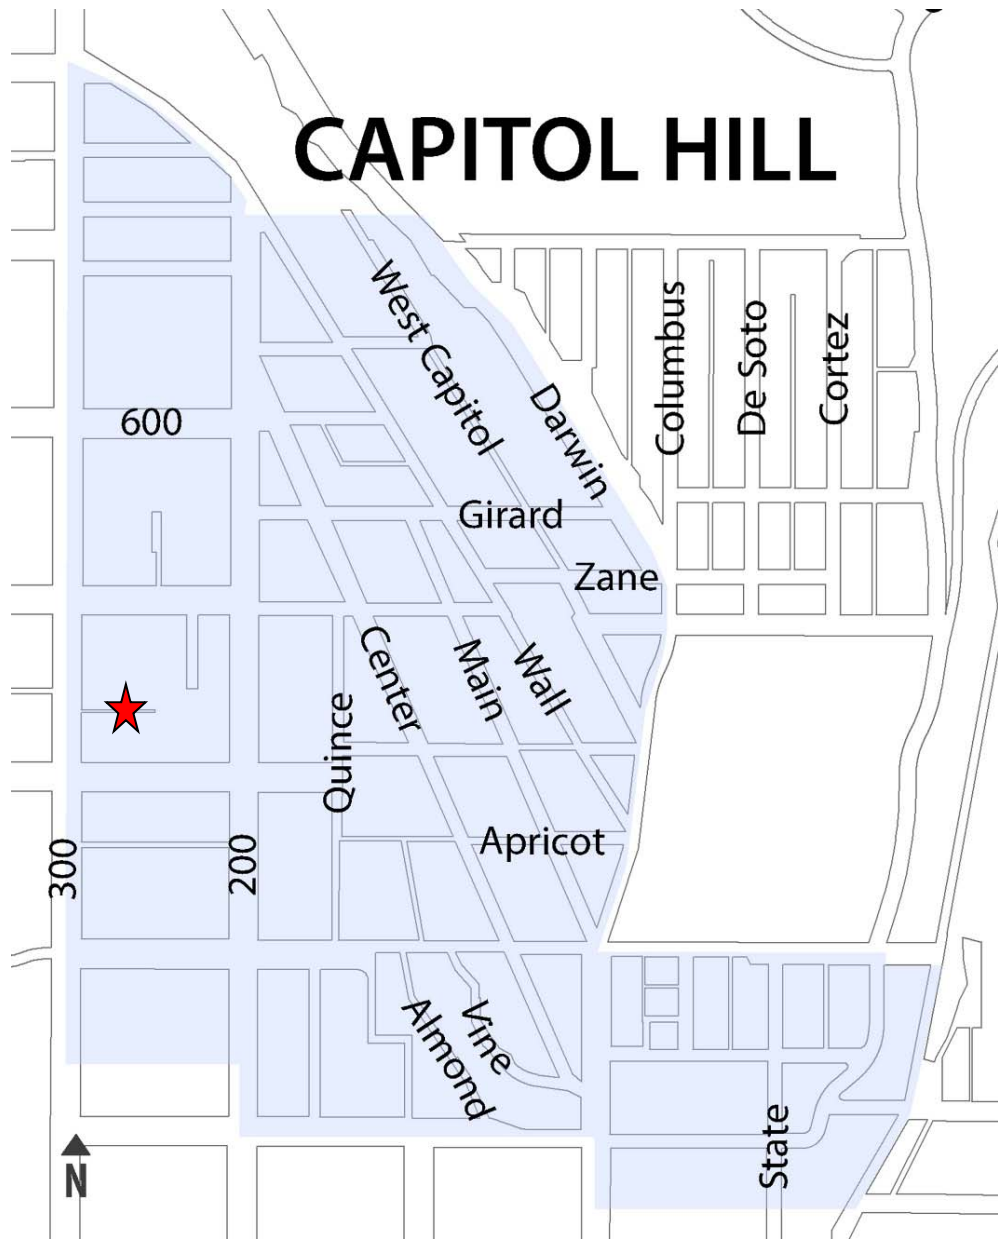 CAPITOL HILL
West Capitol
Darwin
Columbus
De Soto
Cortez
600
Girard
Zane
Center
Main
Wall
Quince
300
200
Apricot
Almond
Vine
State
N